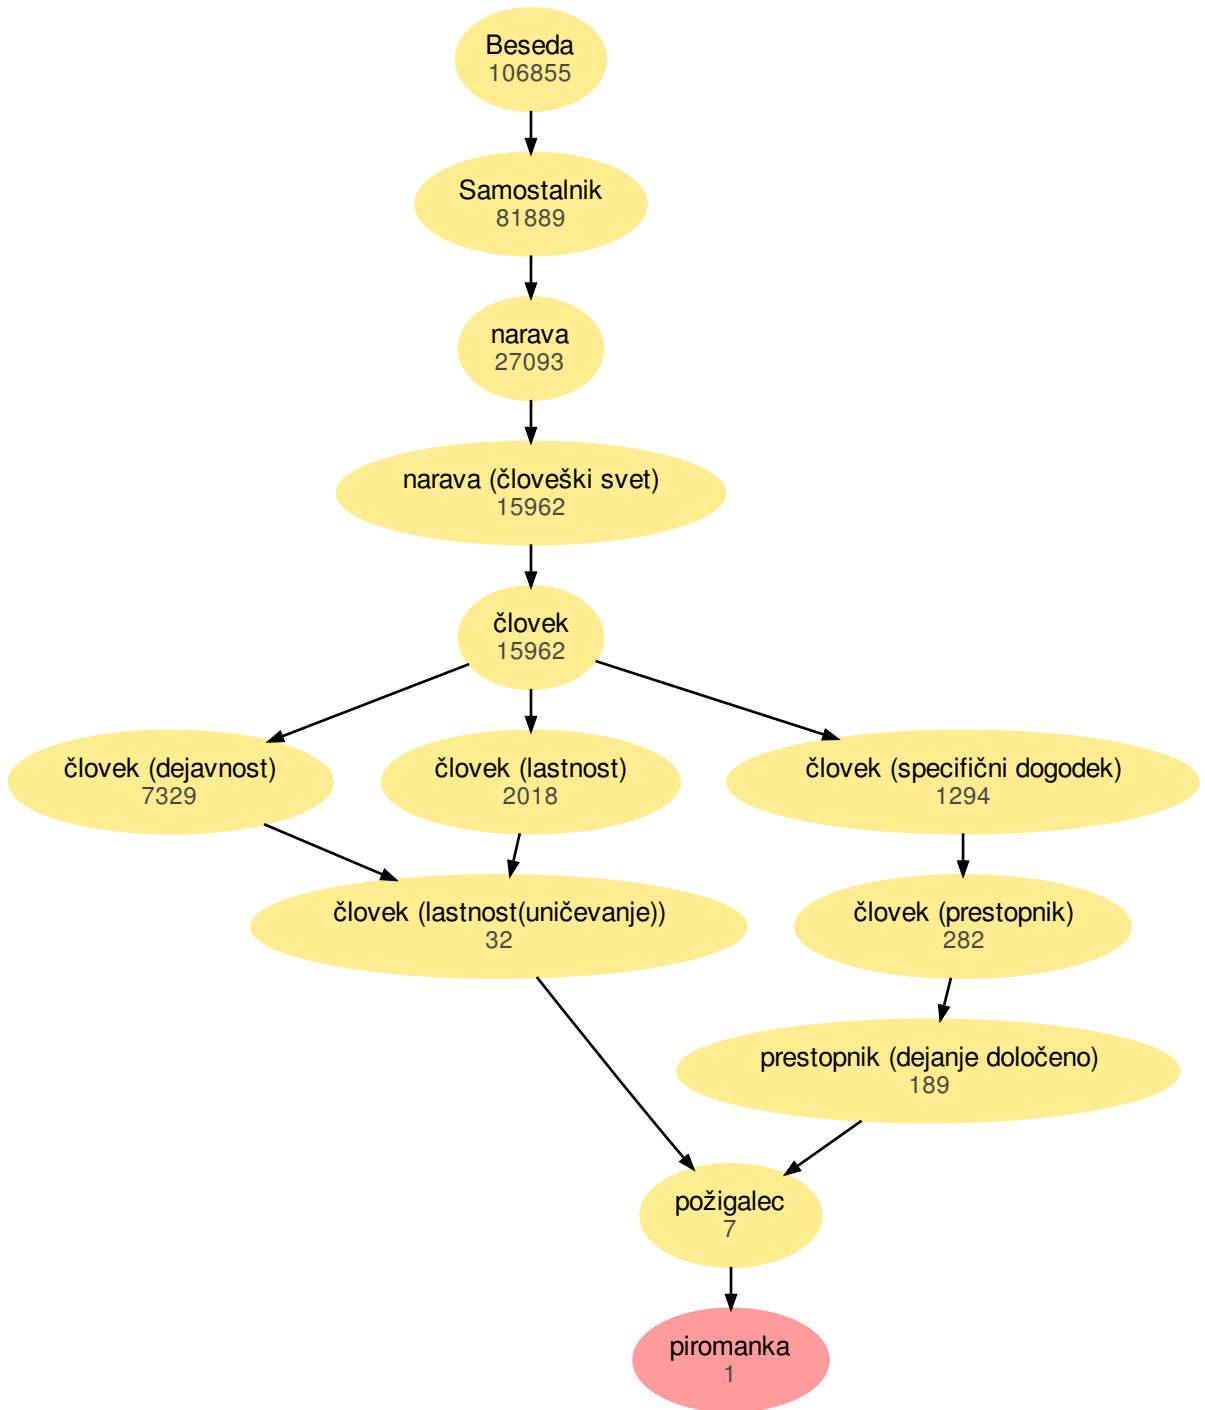 Beseda
106855
Samostalnik
81889
narava
27093
narava (človeški svet)
15962
človek
15962
človek (dejavnost)
7329
človek (lastnost)
2018
človek (specifični dogodek)
1294
človek (lastnost(uničevanje))
32
človek (prestopnik)
282
prestopnik (dejanje določeno)
189
požigalec
7
piromanka
1